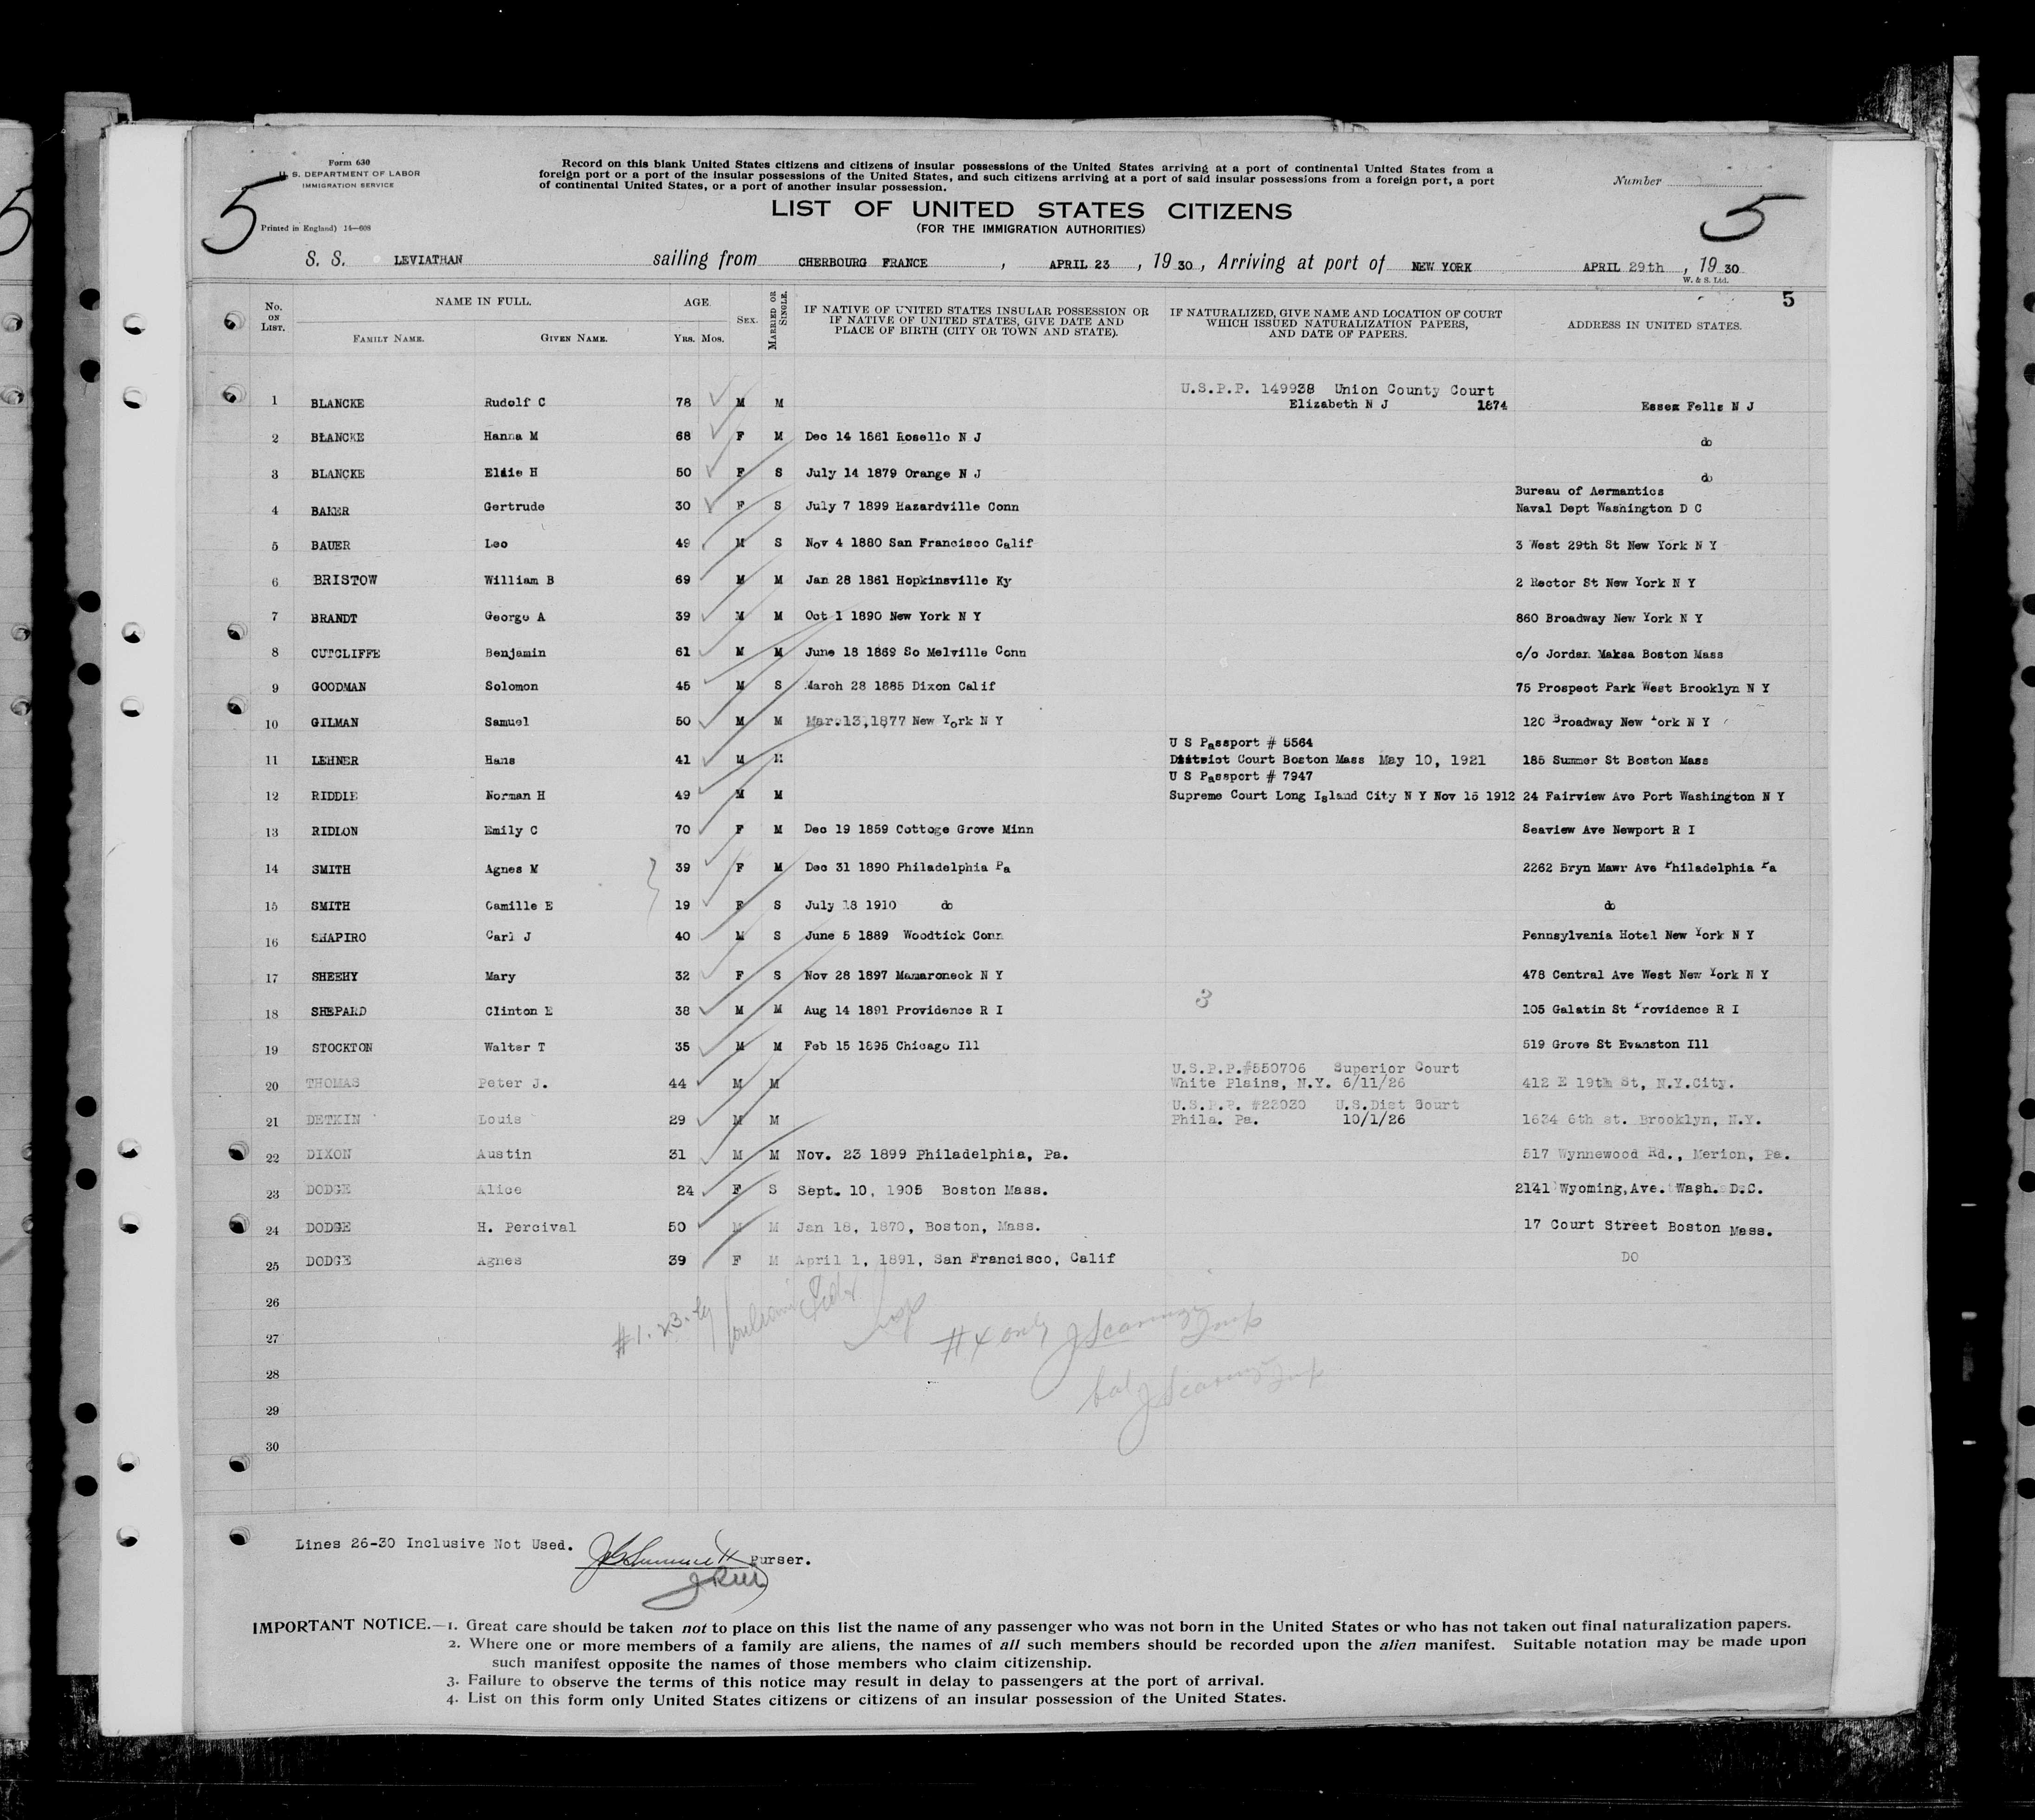 Form 630
U. S. DEPARTMENT OF LABOR
IMMIGRATION SERVICE
Printed in England) 14—608
5
5
Record on this blank United States citizens and citizens of insular possessions of the United States arriving at a port of continental United States from a
foreign port or a port of the insular possessions of the United States, and such citizens arriving at a port of said insular possessions from a foreign port, a port
of continental United States, or a port of another insular possession.
Number
LIST OF UNITED STATES CITIZENS
(FOR THE IMMIGRATION AUTHORITIES)
S. S. LEVIATHAN sailing from CHERBOURG FRANCE , APRIL 23 , 19 30 , Arriving at port of NEW YORK APRIL 29th , 19 30
W. & S. Ltd.
5
No. ON LIST. NAME IN FULL. FAMILY NAME. GIVEN NAME. AGE. YRS. MOS. SEX. MARRIED OR SINGLE. IF NATIVE OF UNITED STATES INSULAR POSSESSION OR IF NATIVE OF UNITED STATES, GIVE DATE AND PLACE OF BIRTH (CITY OR TOWN AND STATE). IF NATURALIZED, GIVE NAME AND LOCATION OF COURT WHICH ISSUED NATURALIZATION PAPERS, AND DATE OF PAPERS. ADDRESS IN UNITED STATES.
U.S.P.P. 149938 Union County Court
1 BLANCKE Rudolf C 78 M M Elizabeth N J 1874 Essex Fells N J
2 BLANCKE Hanna M 68 F M Dec 14 1861 Roselle N J do
3 BLANCKE Elsie H 50 F S July 14 1879 Orange N J do
Bureau of Aermantics
4 BAKER Gertrude 30 F S July 7 1899 Hazardville Conn Naval Dept Washington D C
5 BAUER Leo 49 M S Nov 4 1880 San Francisco Calif 3 West 29th St New York N Y
6 BRISTOW William B 69 M M Jan 28 1861 Hopkinsville Ky 2 Rector St New York N Y
7 BRANDT George A 39 M M Oct 1 1890 New York N Y 860 Broadway New York N Y
8 CUTCLIFFE Benjamin 61 M M June 18 1869 So Melville Conn c/o Jordan Maksa Boston Mass
9 GOODMAN Solomon 45 M S March 28 1885 Dixon Calif 75 Prospect Park West Brooklyn N Y
10 GILMAN Samuel 50 M M Mar.13,1877 New York N Y 120 Broadway New York N Y
U S Passport # 5564
11 LEHNER Hans 41 M M District Court Boston Mass May 10, 1921 185 Summer St Boston Mass
U S Passport # 7947
12 RIDDLE Norman H 49 M M Supreme Court Long Island City N Y Nov 15 1912 24 Fairview Ave Port Washington N Y
13 RIDLON Emily C 70 F M Dec 19 1859 Cottoge Grove Minn Seaview Ave Newport R I
14 SMITH Agnes M 39 F M Dec 31 1890 Philadelphia Pa 2262 Bryn Mawr Ave Philadelphia Pa
15 SMITH Camille E 19 F S July 18 1910 do do
16 SHAPIRO Carl J 40 M S June 5 1889 Woodtick Conn Pennsylvania Hotel New York N Y
17 SHEEHY Mary 32 F S Nov 28 1897 Mamaroneck N Y 478 Central Ave West New York N Y
3
18 SHEPARD Clinton E 38 M M Aug 14 1891 Providence R I 105 Galatin St Providence R I
19 STOCKTON Walter T 35 M M Feb 15 1895 Chicago Ill 519 Grove St Evanston Ill
U.S.P.P.#550706 Superior Court
20 THOMAS Peter J. 44 M M White Plains, N.Y. 6/11/26 412 E 19th St, N.Y.City.
U.S.P.P. #22030 U.S.Dist Court
21 DETKIN Louis 29 M M Phila. Pa. 10/1/26 1634 6th st. Brooklyn, N.Y.
22 DIXON Austin 31 M M Nov. 23 1899 Philadelphia, Pa. 517 Wynnewood Rd., Merion, Pa.
23 DODGE Alice 24 F S Sept. 10, 1905 Boston Mass. 2141 Wyoming,Ave. Wash. D.C.
24 DODGE H. Percival 50 M M Jan 18, 1870, Boston, Mass. 17 Court Street Boston Mass.
25 DODGE Agnes 39 F M April 1, 1891, San Francisco, Calif DO
26
#1. 23. by Insp
27
#4 only J Scaringe Insp
28
bal J Scaringe Insp
29
30
Lines 26-30 Inclusive Not Used. Purser.
IMPORTANT NOTICE.—1. Great care should be taken not to place on this list the name of any passenger who was not born in the United States or who has not taken out final naturalization papers.
2. Where one or more members of a family are aliens, the names of all such members should be recorded upon the alien manifest. Suitable notation may be made upon
such manifest opposite the names of those members who claim citizenship.
3. Failure to observe the terms of this notice may result in delay to passengers at the port of arrival.
4. List on this form only United States citizens or citizens of an insular possession of the United States.